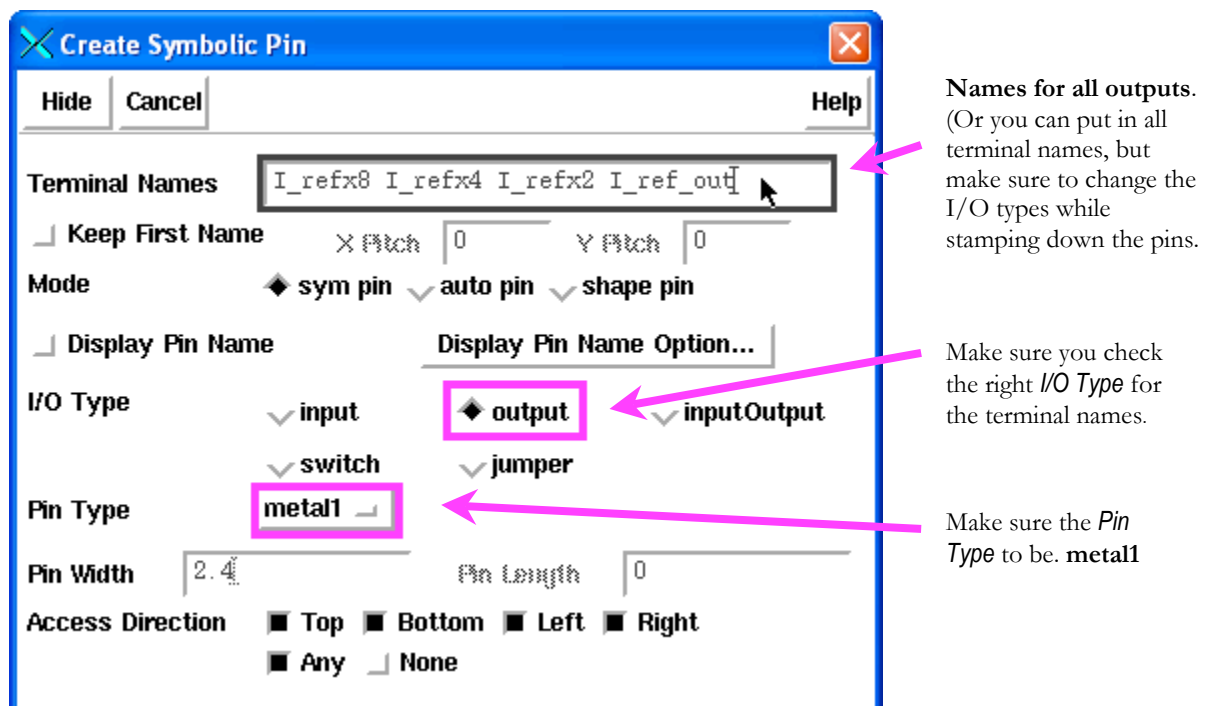 Create Symbolic Pin
Hide Cancel Help
Terminal Names I_refx8 I_refx4 I_refx2 I_ref_out
Keep First Name X Pitch 0 Y Pitch 0
Mode sym pin auto pin shape pin
Display Pin Name Display Pin Name Option...
I/O Type input output inputOutput
switch jumper
Pin Type metal1
Pin Width 2.4 Pin Length 0
Access Direction Top Bottom Left Right
Any None
Names for all outputs.
(Or you can put in all
terminal names, but
make sure to change the
I/O types while
stamping down the pins.
Make sure you check
the right I/O Type for
the terminal names.
Make sure the Pin
Type to be. metal1